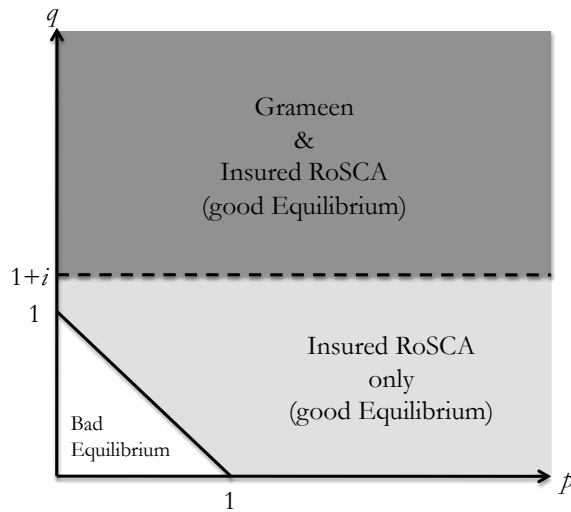 q
Grameen
&
Insured RoSCA
(good Equilibrium)
1+i
1
Insured RoSCA
only
(good Equilibrium)
Bad
Equilibrium
1
p